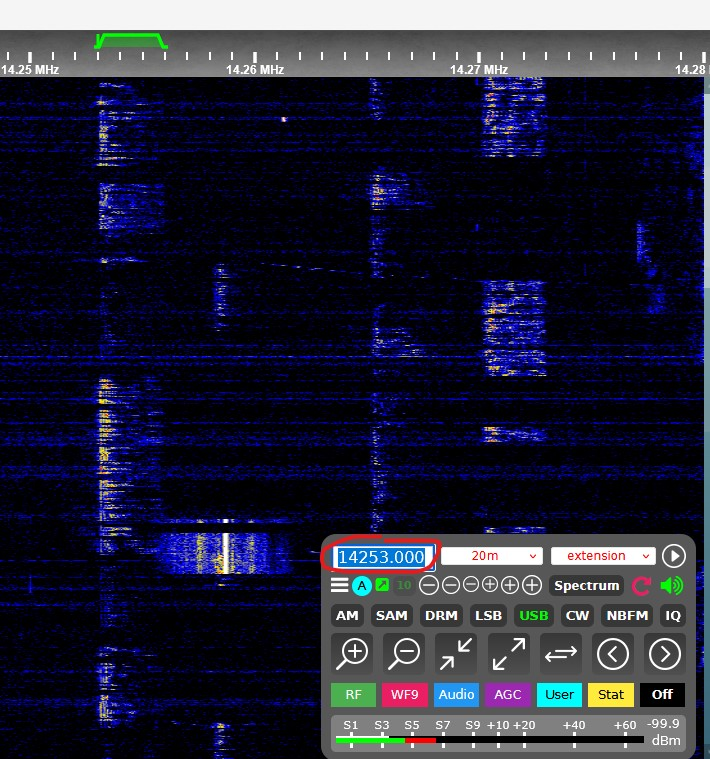 14.25 MHz 14.26 MHz 14.27 MHz 14.28
14253.000 20m extension
A 10 Spectrum
AM SAM DRM LSB USB CW NBFM IQ
RF WF9 Audio AGC User Stat Off
S1 S3 S5 S7 S9 +10 +20 +40 +60 -99.9
dBm